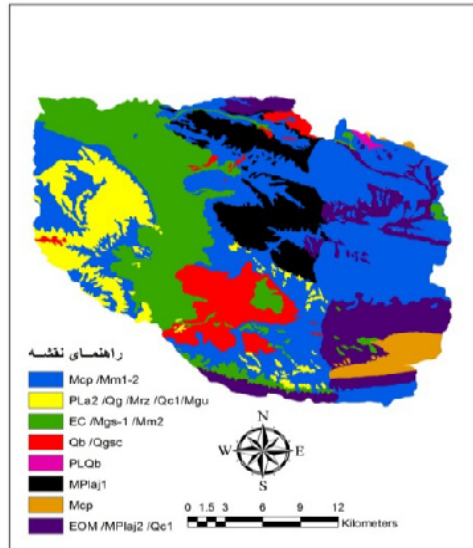 راهنمای نقشه
Mcp /Mm1-2
PLa2 /Qg /Mrz /Qc1/Mgu
EC /Mgs-1 /Mm2
Qb /Qgsc
PLQb
MPlaj1
Mcp
EOM /MPlaj2 /Qc1
N
W E
S
0 1.5 3 6 9 12
Kilometers